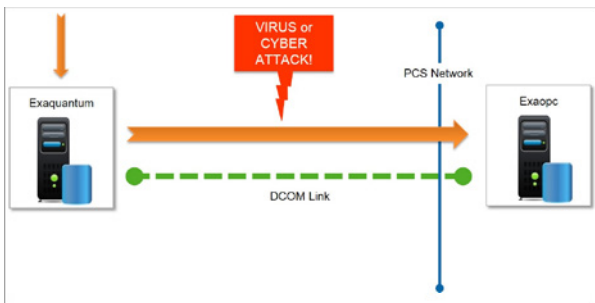 VIRUS or
CYBER
ATTACK!
PCS Network
Exaquantum
Exaopc
DCOM Link